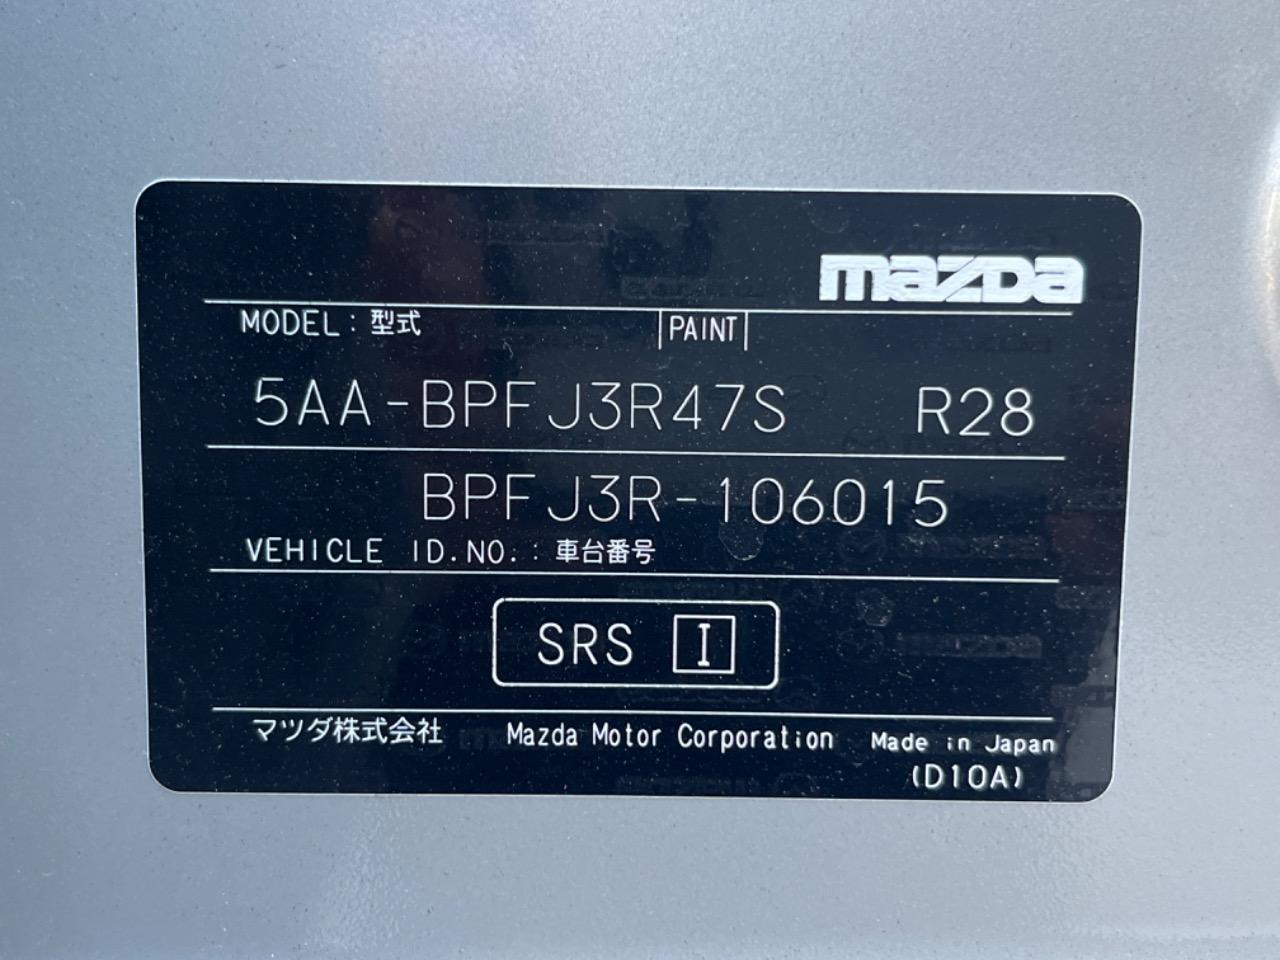 mazda
MODEL : 型式 PAINT
5AA-BPFJ3R47S R28
BPFJ3R-106015
VEHICLE ID.NO. : 車台番号
SRS I
マツダ株式会社 Mazda Motor Corporation Made in Japan
(D10A)